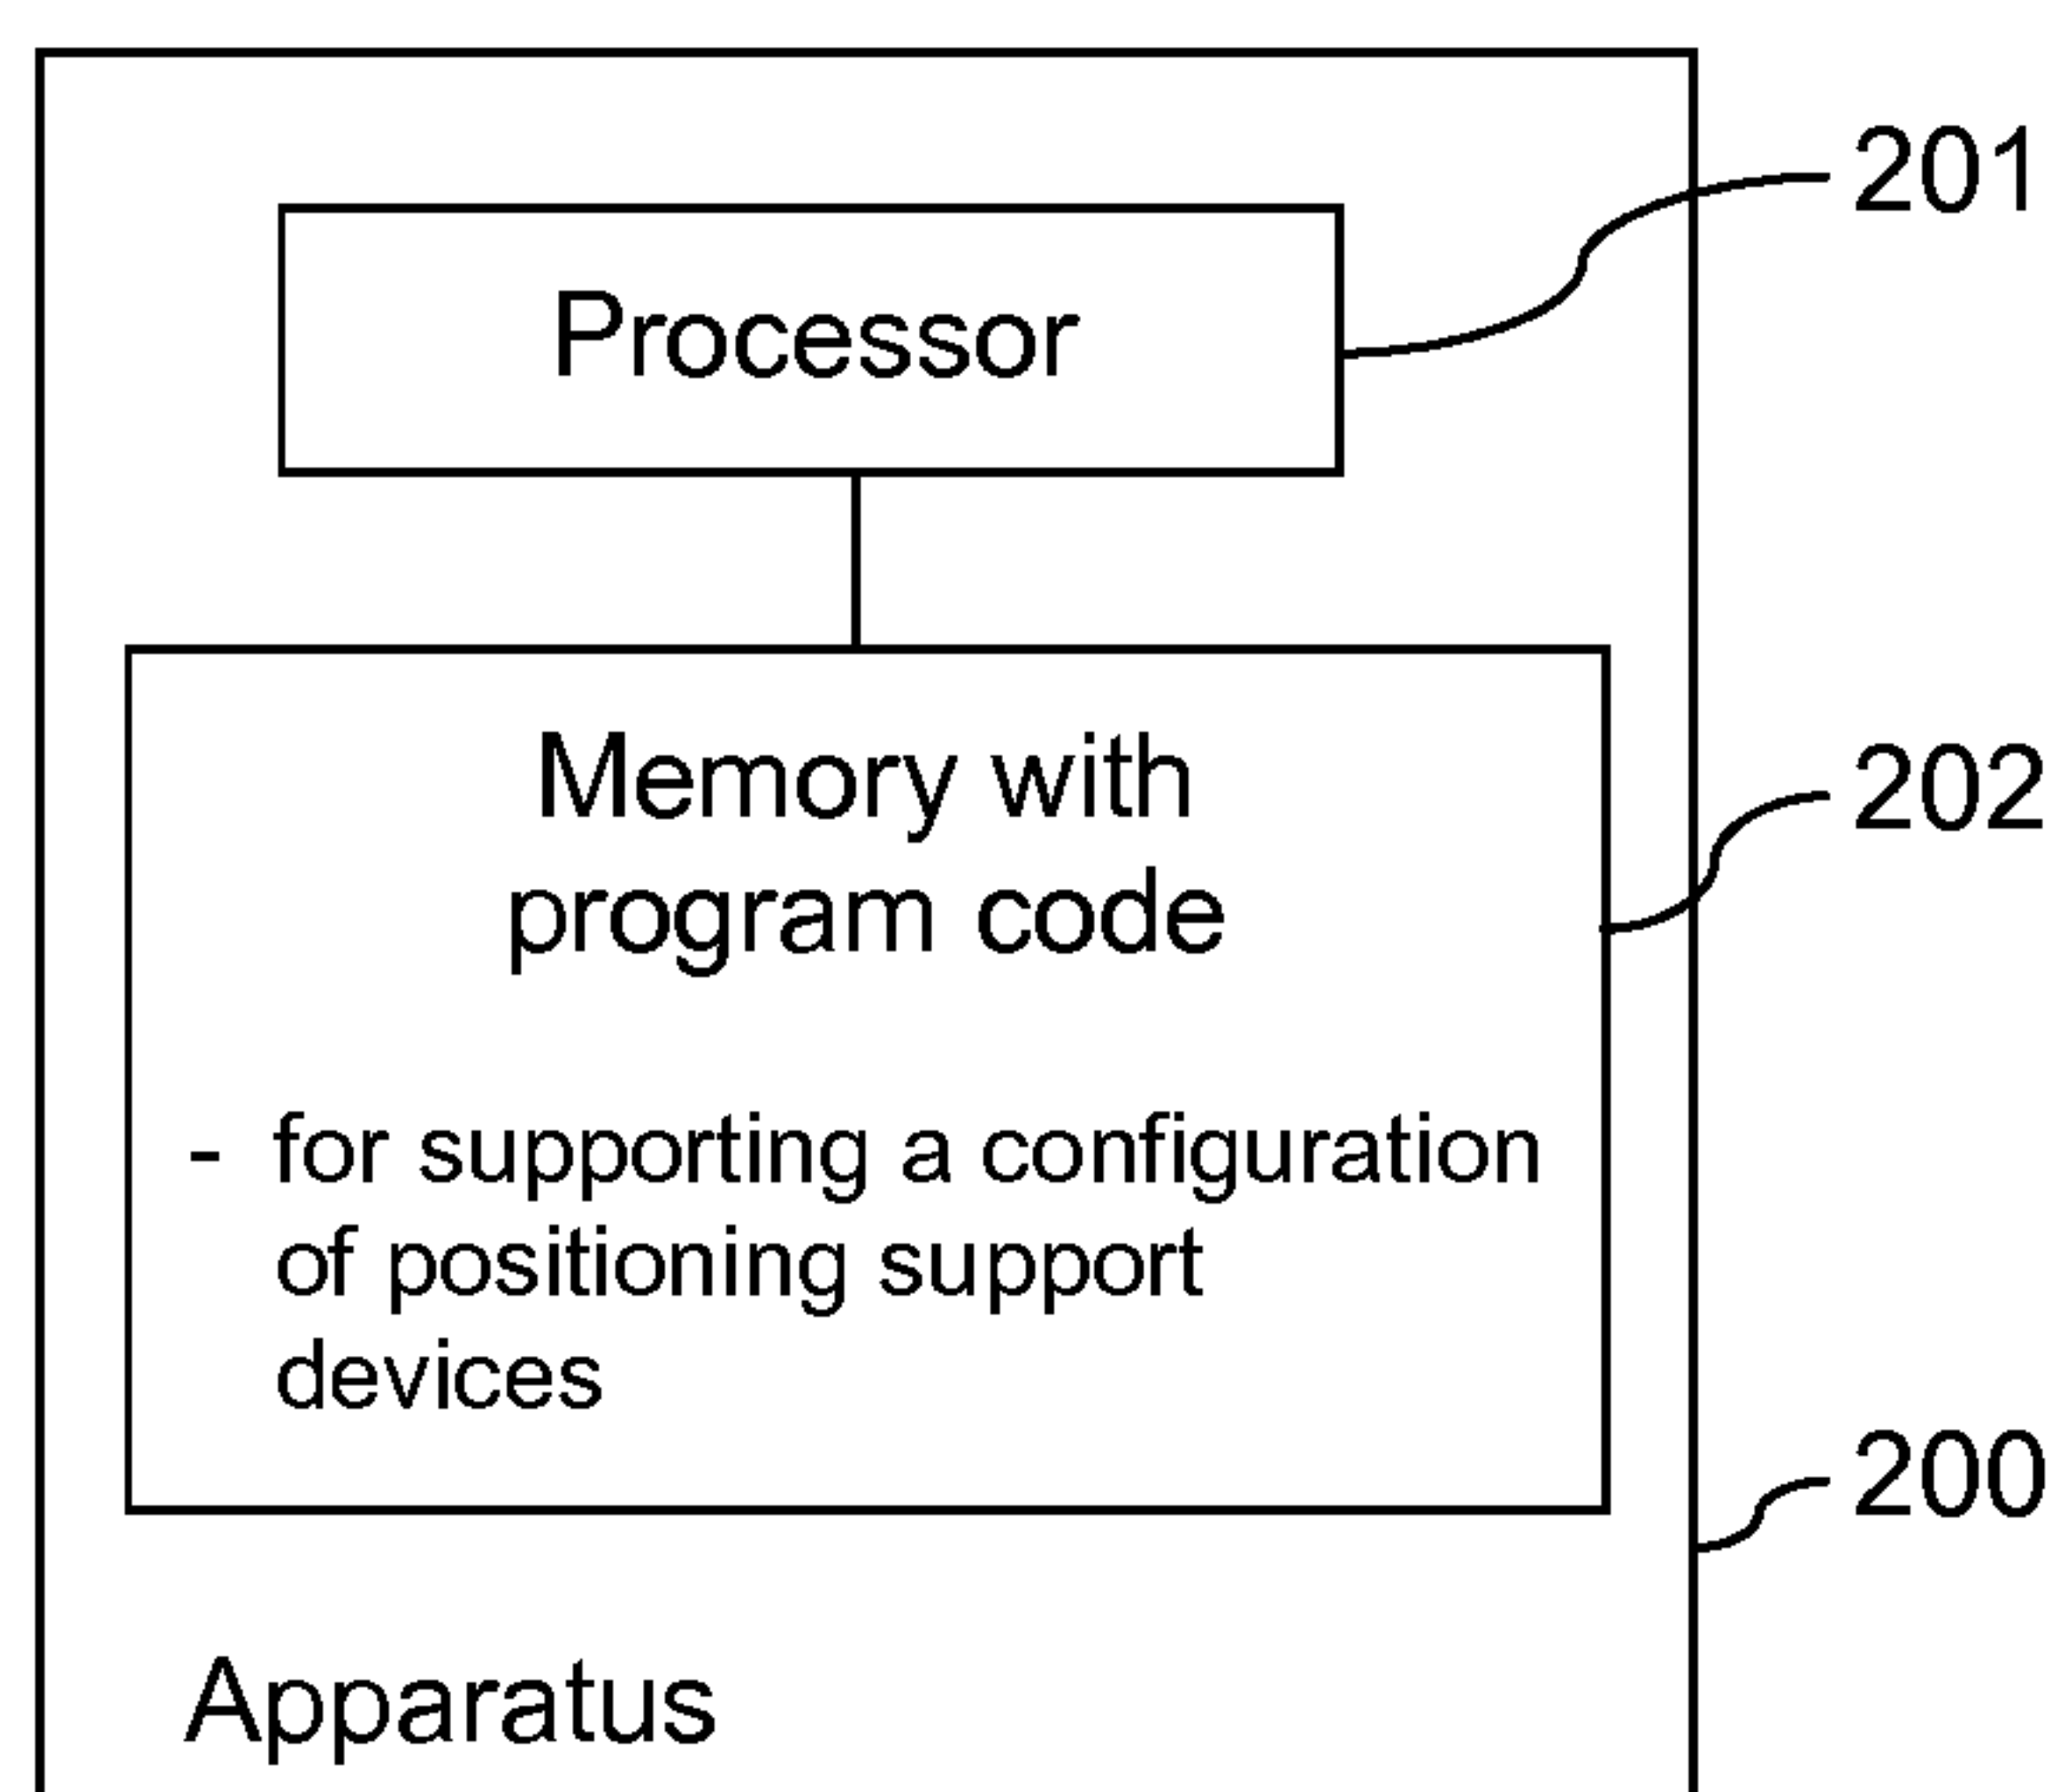 201
Processor
202
Memory with
program code
- for supporting a configuration
of positioning support
devices
200
Apparatus